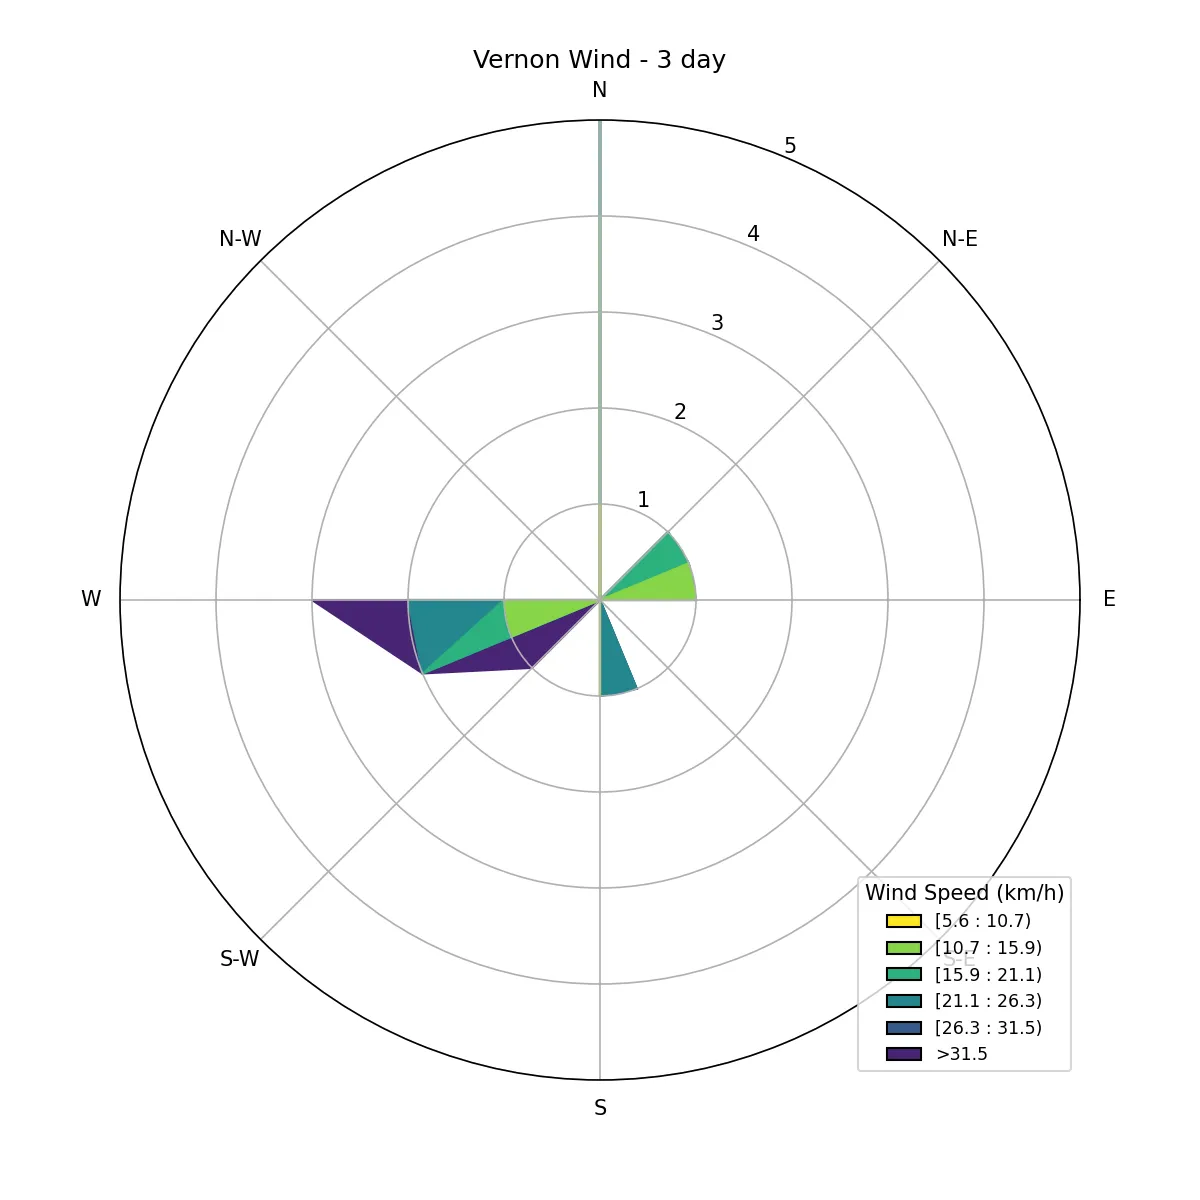 Vernon Wind - 3 day
N
5
N-W
N-E
4
3
2
1
W
E
S-W
S-E
S
Wind Speed (km/h)
[5.6 : 10.7)
[10.7 : 15.9)
[15.9 : 21.1)
[21.1 : 26.3)
[26.3 : 31.5)
>31.5